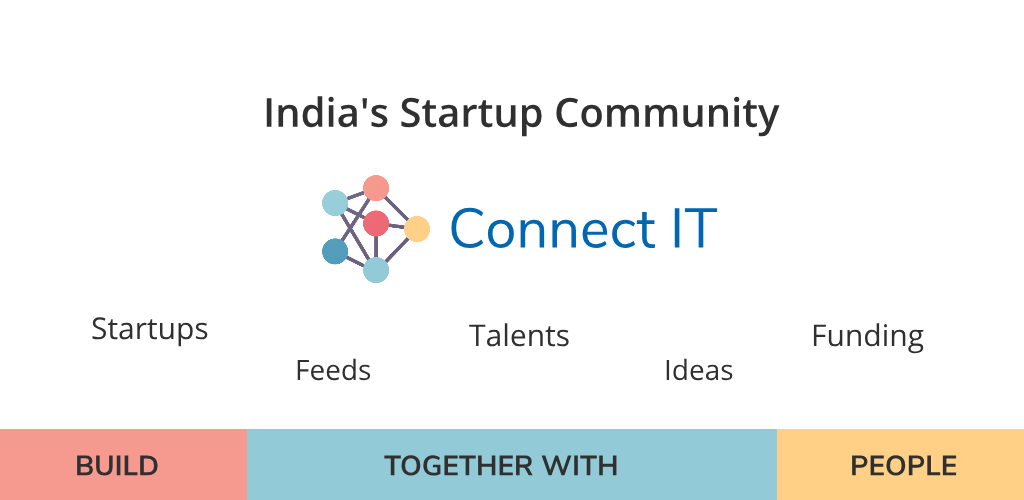 India's Startup Community
Connect IT
Startups
Feeds
Talents
Ideas
Funding
BUILD
TOGETHER WITH
PEOPLE